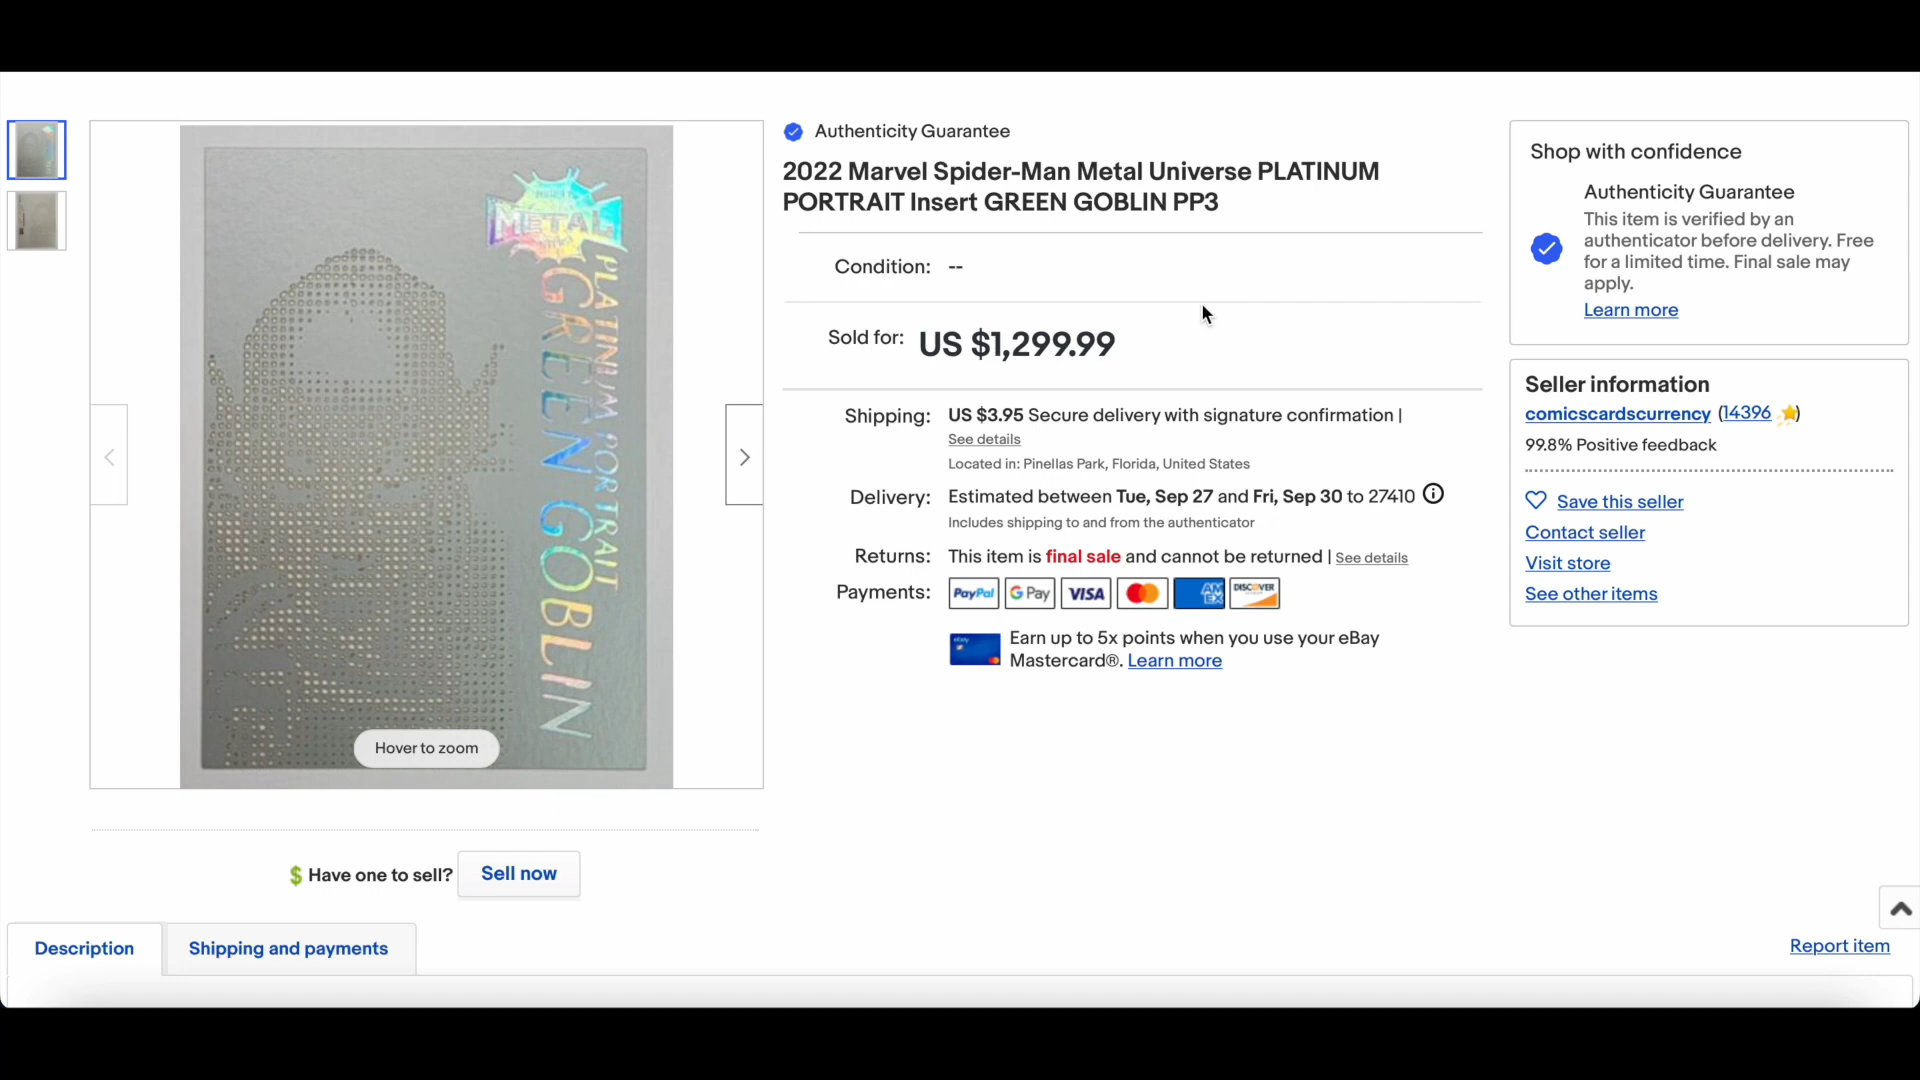 Authenticity Guarantee
2022 Marvel Spider-Man Metal Universe PLATINUM
PORTRAIT Insert GREEN GOBLIN PP3
Condition: --
Sold for: US $1,299.99
Shipping: US $3.95 Secure delivery with signature confirmation |
See details
Located in: Pinellas Park, Florida, United States
Delivery: Estimated between Tue, Sep 27 and Fri, Sep 30 to 27410
Includes shipping to and from the authenticator
Returns: This item is final sale and cannot be returned | See details
Payments: PayPal G Pay VISA AMEX DISCOVER
Earn up to 5x points when you use your eBay
Mastercard®. Learn more
METAL
PLATINUM PORTRAIT
GREEN GOBLIN
Hover to zoom
Have one to sell? Sell now
Shop with confidence
Authenticity Guarantee
This item is verified by an
authenticator before delivery. Free
for a limited time. Final sale may
apply.
Learn more
Seller information
comicscardscurrency (14396)
99.8% Positive feedback
Save this seller
Contact seller
Visit store
See other items
Description
Shipping and payments
Report item